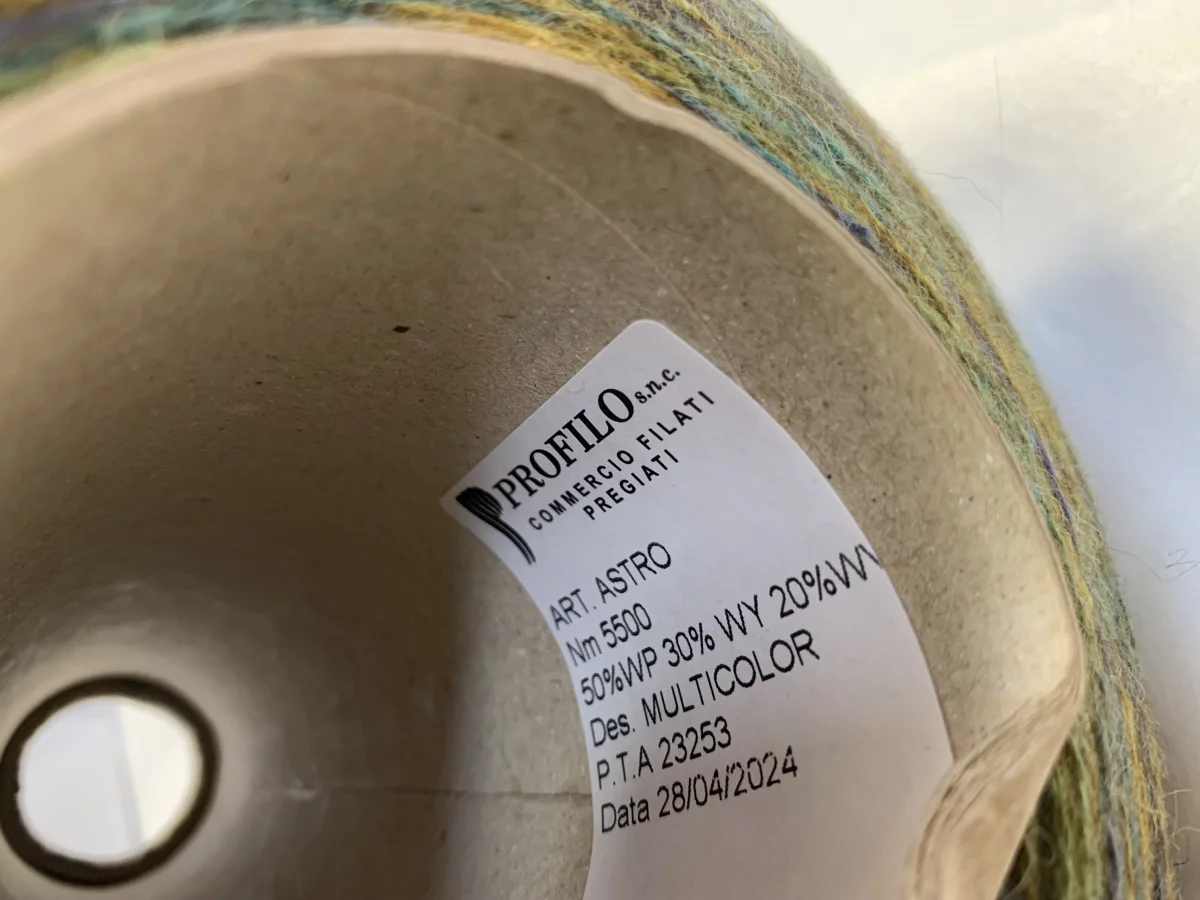 PROFILO s.n.c.
COMMERCIO FILATI
PREGIATI
ART. ASTRO
Nm 5500
50%WP 30% WY 20%WV
Des. MULTICOLOR
P.T.A 23253
Data 28/04/2024